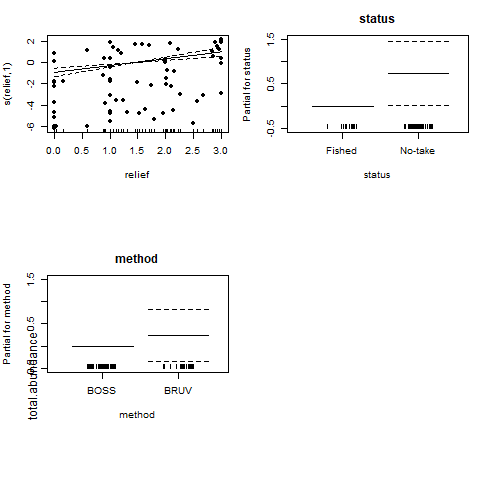 s(relief,1)
2
0
-2
-4
-6
0.0 0.5 1.0 1.5 2.0 2.5 3.0
relief
status
Partial for status
1.5
0.5
-0.5
Fished No-take
status
method
Partial for method
1.5
0.5
-0.5
total.abundance
BOSS BRUV
method